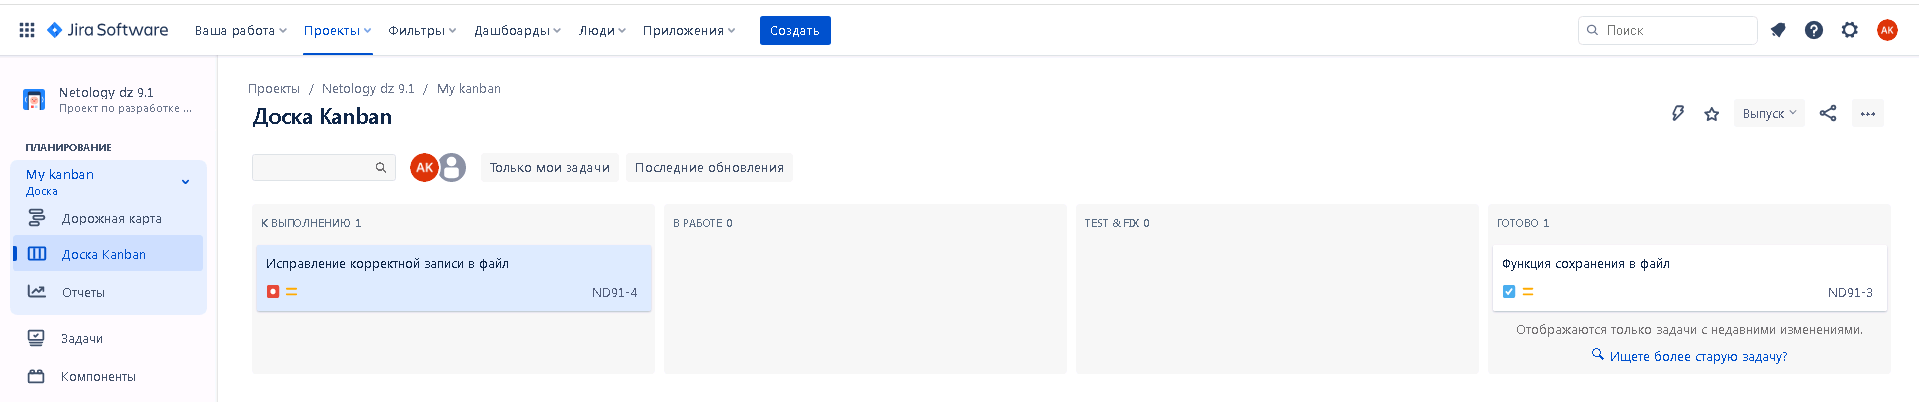 Jira Software
Ваша работа
Проекты
Фильтры
Дашбоарды
Люди
Приложения
Создать
Поиск
АК
Netology dz 9.1
Проект по разработке ...
ПЛАНИРОВАНИЕ
My kanban
Доска
Дорожная карта
Доска Kanban
Отчеты
Задачи
Компоненты
Проекты / Netology dz 9.1 / My kanban
Доска Kanban
Выпуск
АК
Только мои задачи
Последние обновления
К ВЫПОЛНЕНИЮ 1
Исправление корректной записи в файл
ND91-4
В РАБОТЕ 0
TEST & FIX 0
ГОТОВО 1
Функция сохранения в файл
ND91-3
Отображаются только задачи с недавними изменениями.
Ищете более старую задачу?